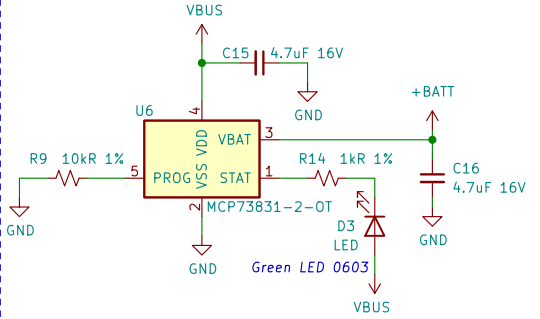 VBUS
C15 4.7uF 16V
GND
+BATT
U6
4
VDD
VBAT 3
R9 10kR 1%
5 PROG
VSS
STAT 1
R14 1kR 1%
C16
4.7uF 16V
GND
2
MCP73831-2-OT
GND
D3
LED
GND
Green LED 0603
VBUS